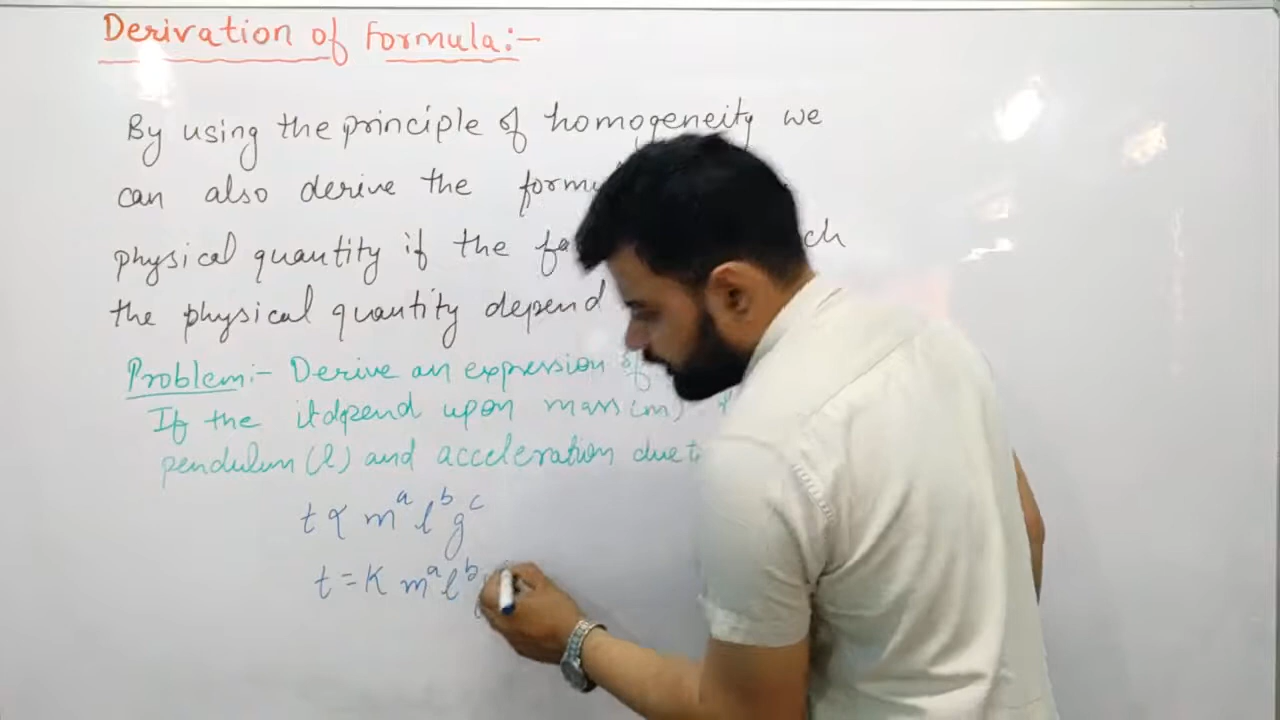 Derivation of Formula:-
By using the principle of homogeneity we
can also derive the
physical quantity if the
the physical quantity depend
Problem:- Derive an expression of
If the it depend upon mass (m)
pendulum (l) and acceleration due
t ∝ m^a l^b g^c
t = K m^a l^b